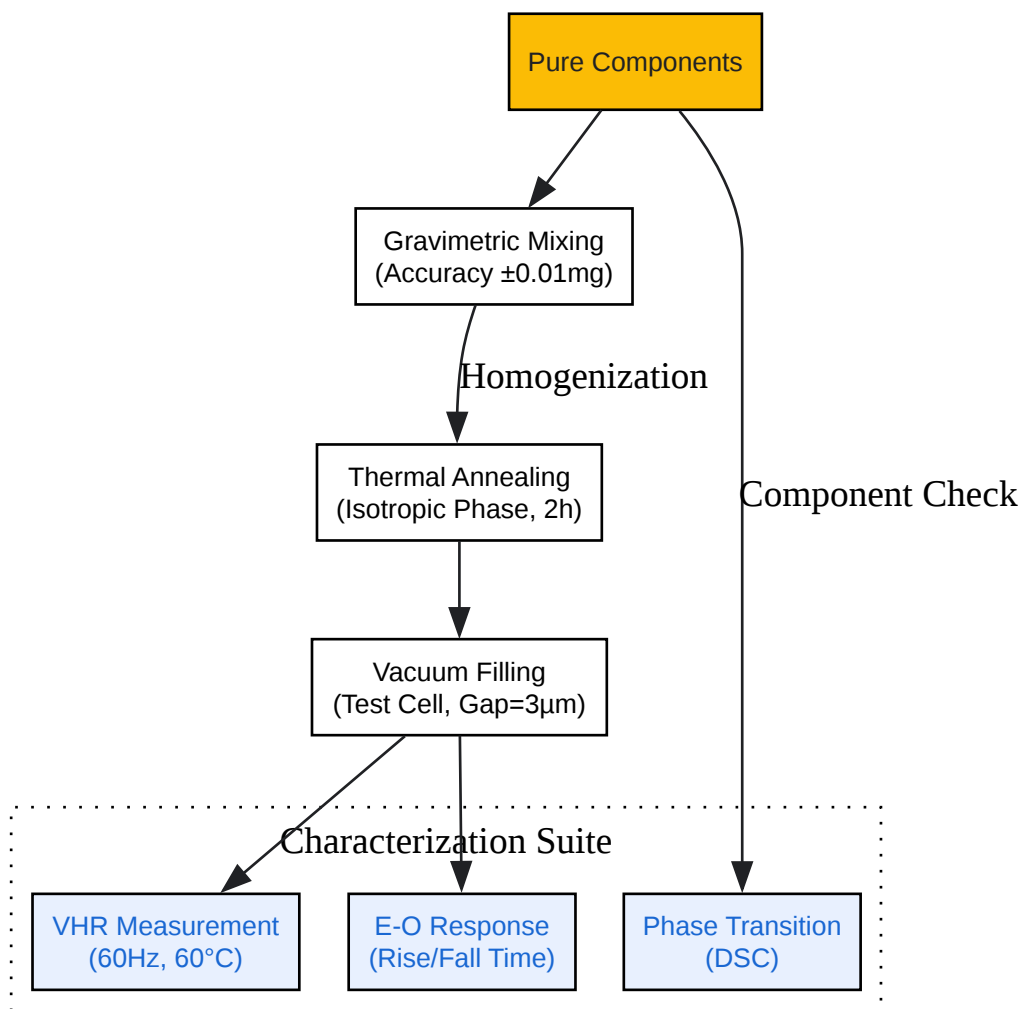 Pure Components
Gravimetric Mixing
(Accuracy ±0.01mg)
Homogenization
Thermal Annealing
(Isotropic Phase, 2h)
Component Check
Vacuum Filling
(Test Cell, Gap=3µm)
Characterization Suite
VHR Measurement
(60Hz, 60°C)
E-O Response
(Rise/Fall Time)
Phase Transition
(DSC)